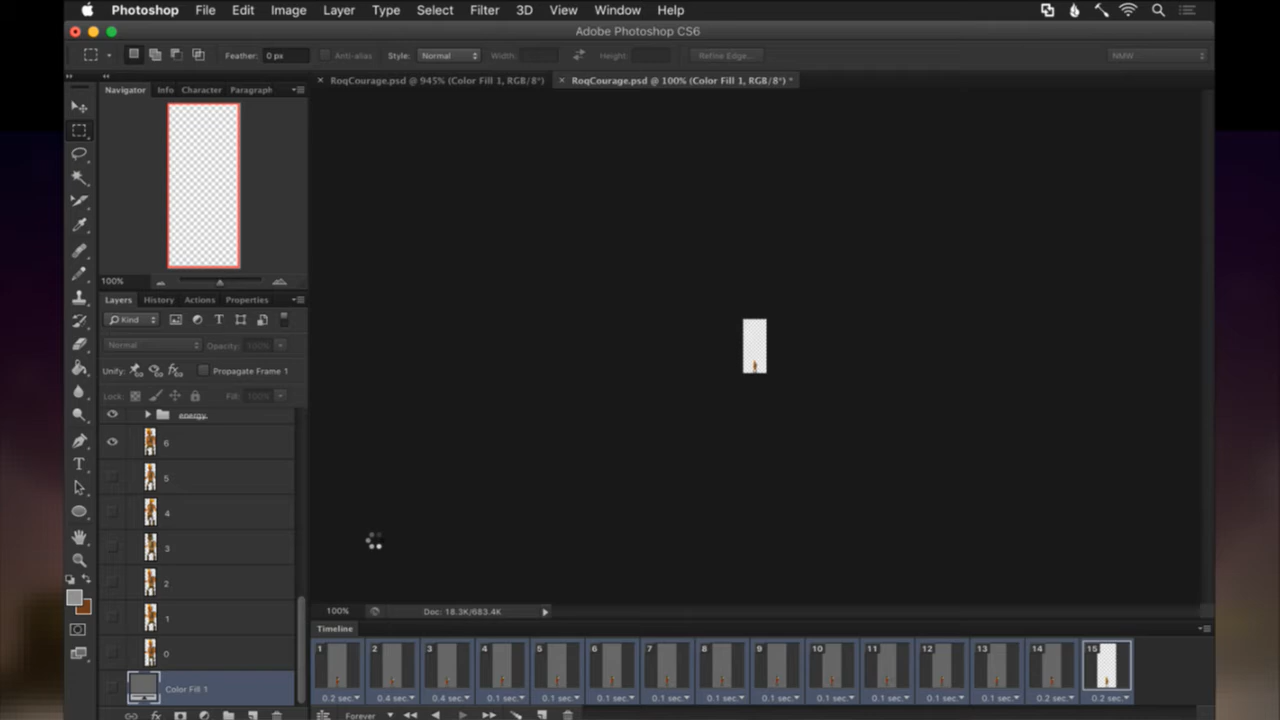 Photoshop File Edit Image Layer Type Select Filter 3D View Window Help
Adobe Photoshop CS6
Feather: 0 px Anti-alias Style: Normal Width: Height: Refine Edge... NMW
RoqCourage.psd @ 945% (Color Fill 1, RGB/8*) RoqCourage.psd @ 100% (Color Fill 1, RGB/8*) *
Navigator Info Character Paragraph
100%
Layers History Actions Properties
Kind
Normal Opacity: 100%
Unify: Propagate Frame 1
Lock: Fill: 100%
energy
6
5
4
3
2
1
0
Color Fill 1
100% Doc: 18.3K/683.4K
Timeline
1 2 3 4 5 6 7 8 9 10 11 12 13 14 15
0.2 sec. 0.4 sec. 0.4 sec. 0.1 sec. 0.1 sec. 0.1 sec. 0.1 sec. 0.1 sec. 0.1 sec. 0.1 sec. 0.1 sec. 0.1 sec. 0.1 sec. 0.2 sec. 0.2 sec.
Forever